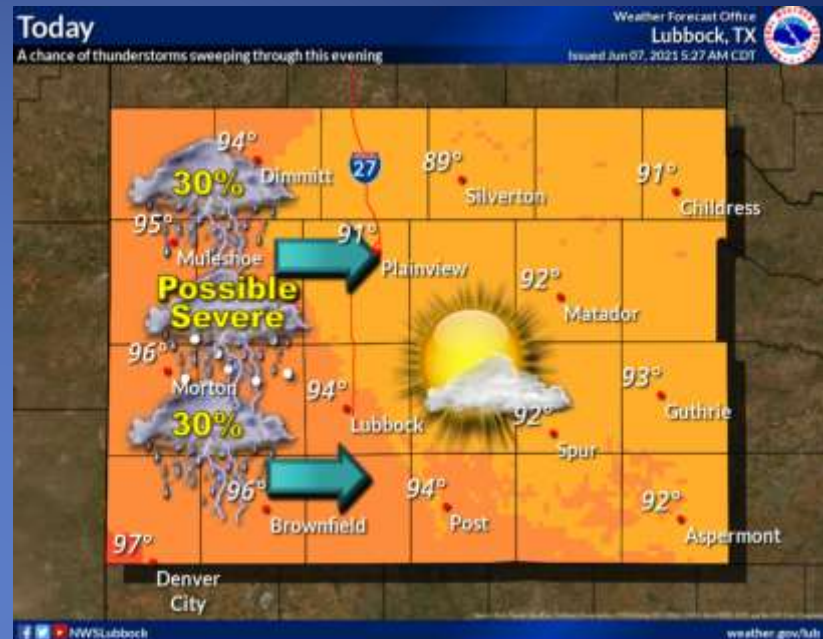 Today
A chance of thunderstorms sweeping through this evening
Weather Forecast Office
Lubbock, TX
Issued Jun 07, 2021 5:27 AM CDT
94°
Dimmitt
30%
27
89°
Silverton
91°
Childress
95°
Muleshoe
91°
Plainview
Possible
Severe
92°
Matador
96°
Morton
94°
Lubbock
30%
92°
Spur
93°
Guthrie
96°
Brownfield
94°
Post
92°
Aspermont
97°
Denver
City
NWSLubbock
weather.gov/lub